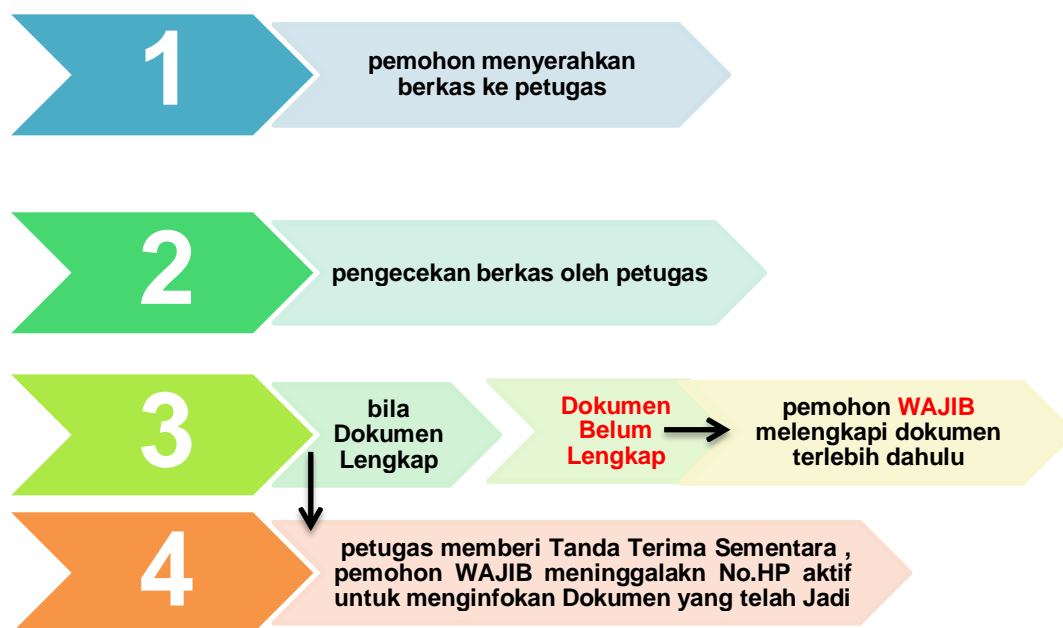 1
pemohon menyerahkan
berkas ke petugas
2
pengecekan berkas oleh petugas
3
bila
Dokumen
Lengkap
Dokumen
Belum
Lengkap
pemohon WAJIB
melengkapi dokumen
terlebih dahulu
4
petugas memberi Tanda Terima Sementara ,
pemohon WAJIB meninggalakn No.HP aktif
untuk menginfokan Dokumen yang telah Jadi